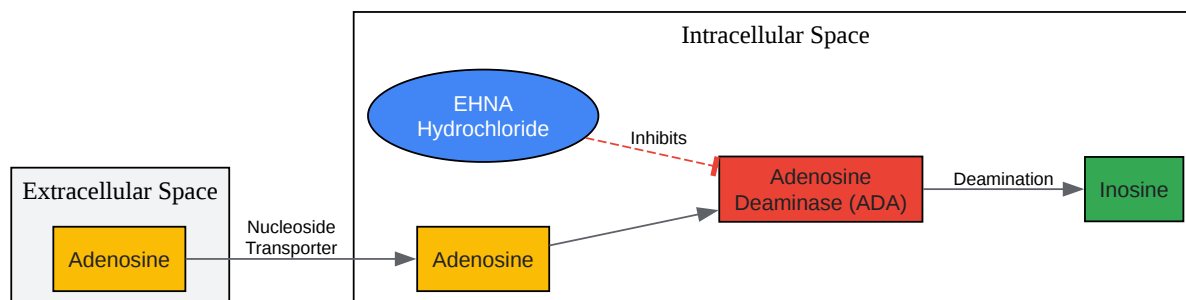 Intracellular Space
EHNA
Hydrochloride
Inhibits
Extracellular Space
Adenosine
Nucleoside
Transporter
Adenosine
Adenosine
Deaminase (ADA)
Deamination
Inosine